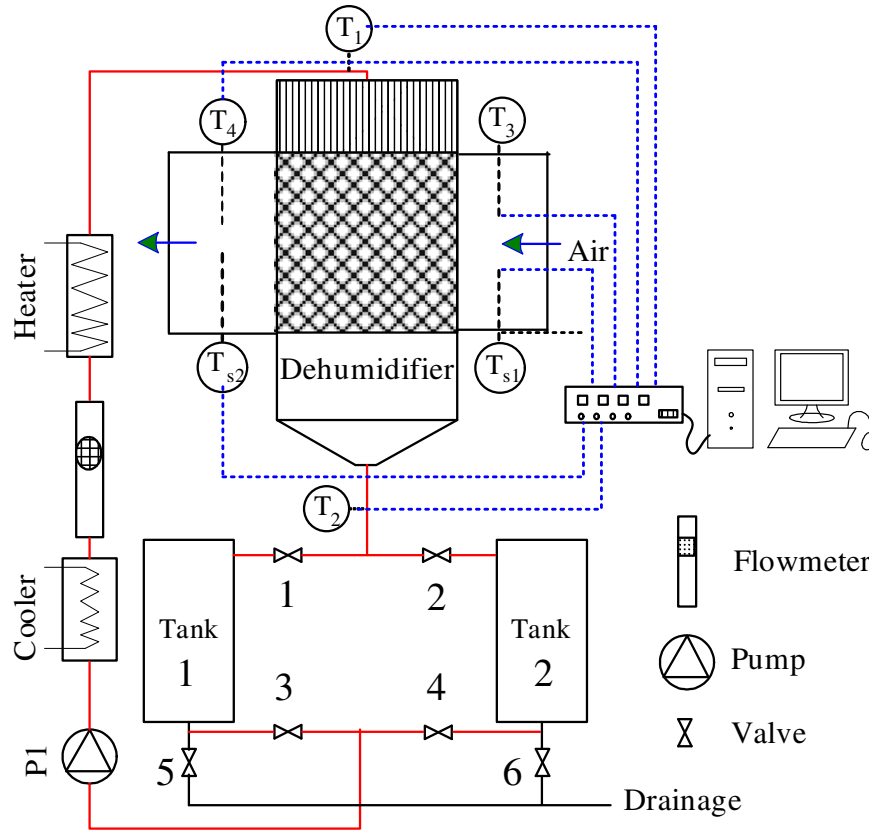 T1
T4
T3
Air
Heater
Ts2
Dehumidifier
Ts1
T2
1
2
Flowmeter
Cooler
Tank
1
Tank
2
Pump
3
4
Valve
P1
5
6
Drainage